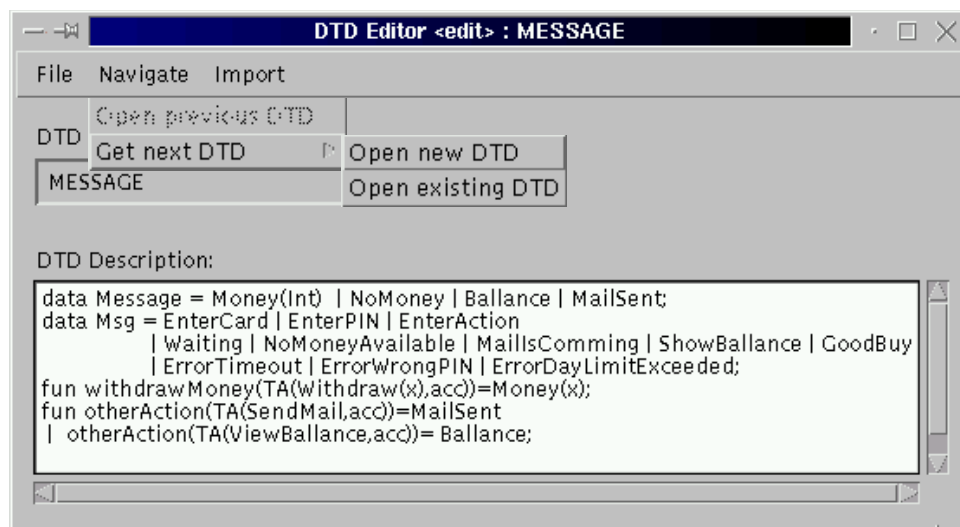 DTD Editor <edit> : MESSAGE
File Navigate Import
Open previous DTD
DTD
Get next DTD
Open new DTD
MESSAGE
Open existing DTD
DTD Description:
data Message = Money(Int) | NoMoney | Ballance | MailSent;
data Msg = EnterCard | EnterPIN | EnterAction
| Waiting | NoMoneyAvailable | MailIsComming | ShowBallance | GoodBuy
| ErrorTimeout | ErrorWrongPIN | ErrorDayLimitExceeded;
fun withdrawMoney(TA(Withdraw(x),acc))=Money(x);
fun otherAction(TA(SendMail,acc))=MailSent
| otherAction(TA(ViewBallance,acc))= Ballance;